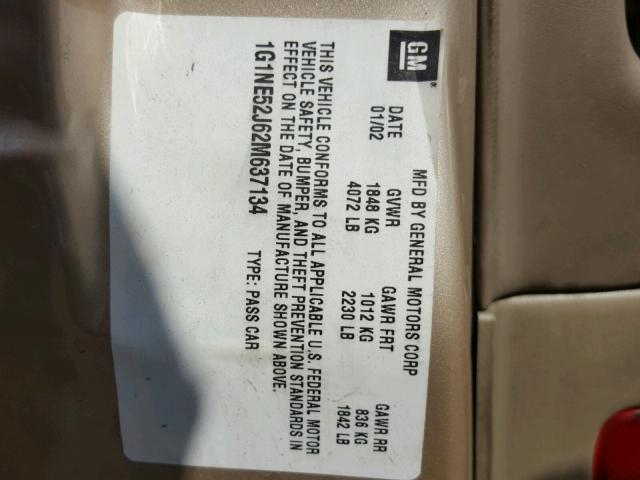 GM
MFD BY GENERAL MOTORS CORP
DATE GVWR GAWR FRT GAWR RR
01/02 1848 KG 1012 KG 836 KG
4072 LB 2230 LB 1842 LB
THIS VEHICLE CONFORMS TO ALL APPLICABLE U.S. FEDERAL MOTOR
VEHICLE SAFETY, BUMPER, AND THEFT PREVENTION STANDARDS IN
EFFECT ON THE DATE OF MANUFACTURE SHOWN ABOVE.
1G1NE52J62M637134 TYPE: PASS CAR